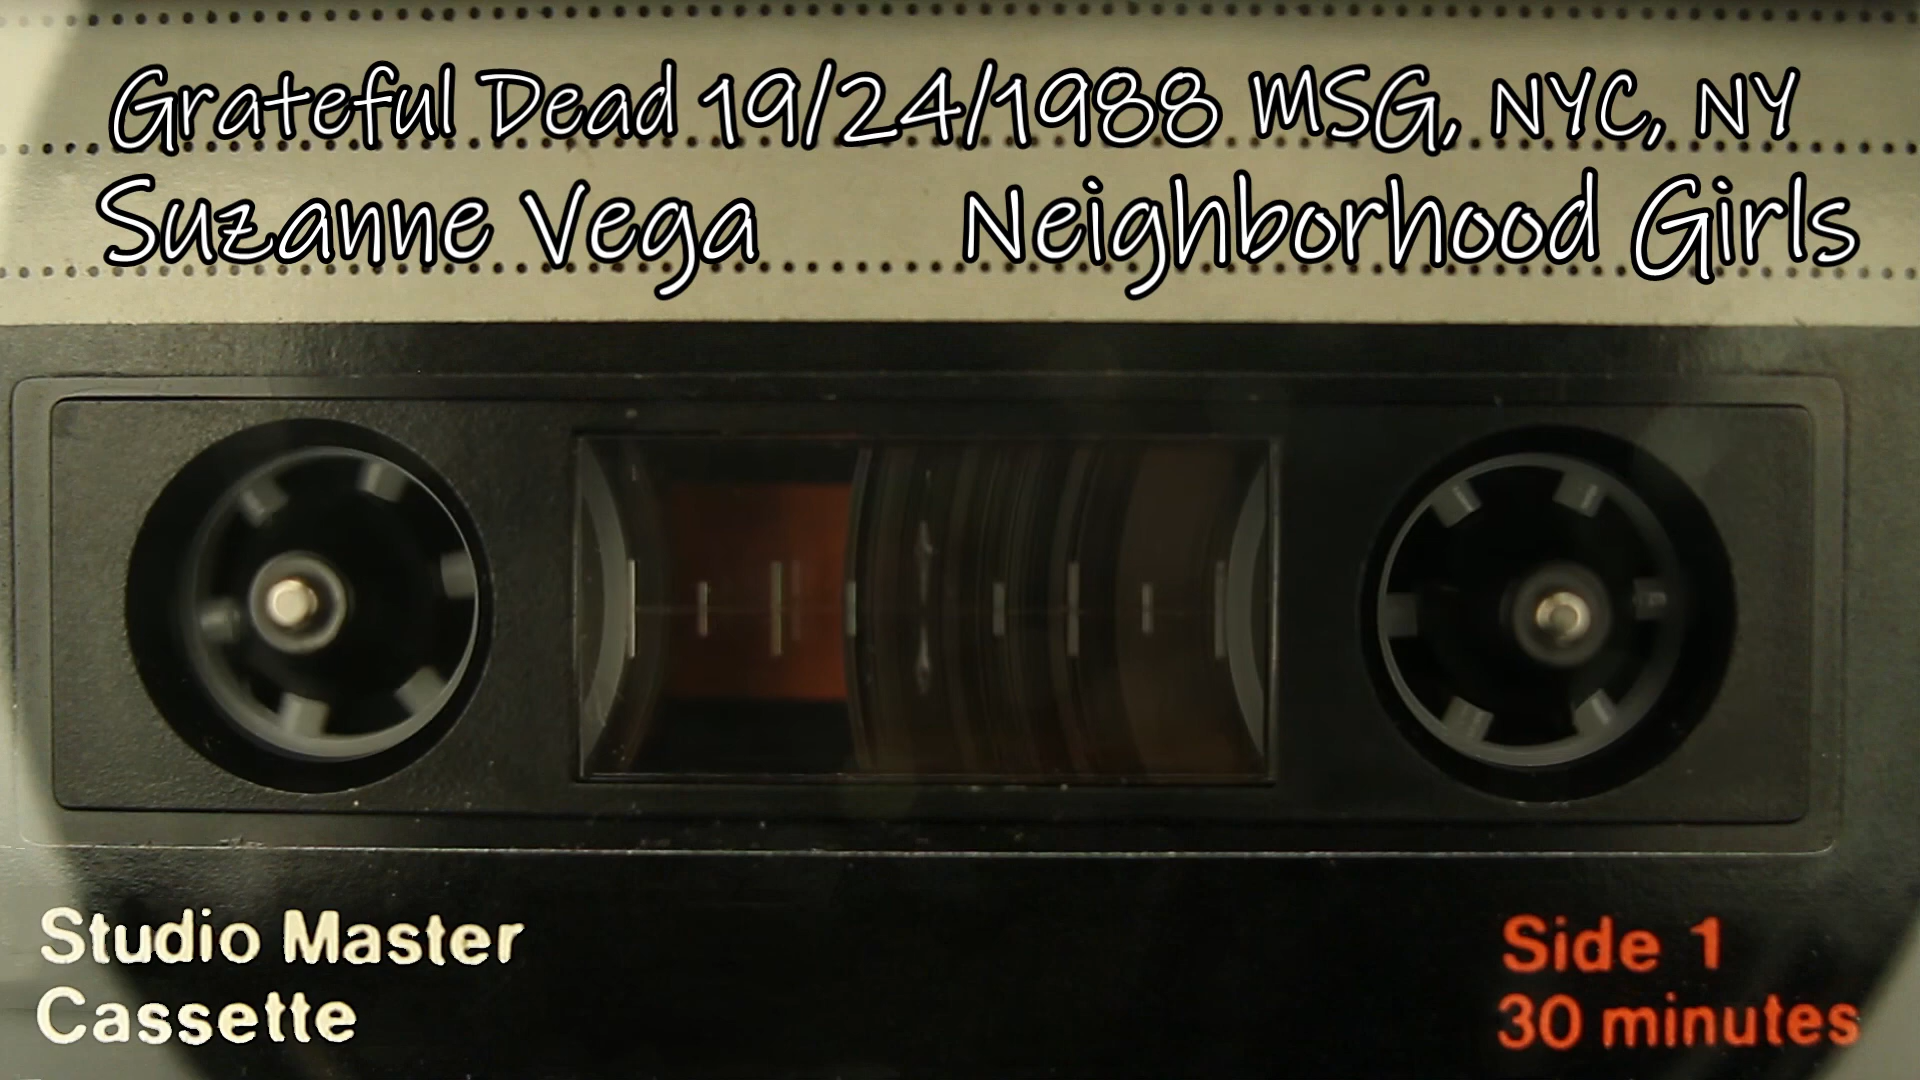 Grateful Dead 19/24/1988 MSG, NYC, NY
Suzanne Vega Neighborhood Girls
Studio Master
Cassette
Side 1
30 minutes